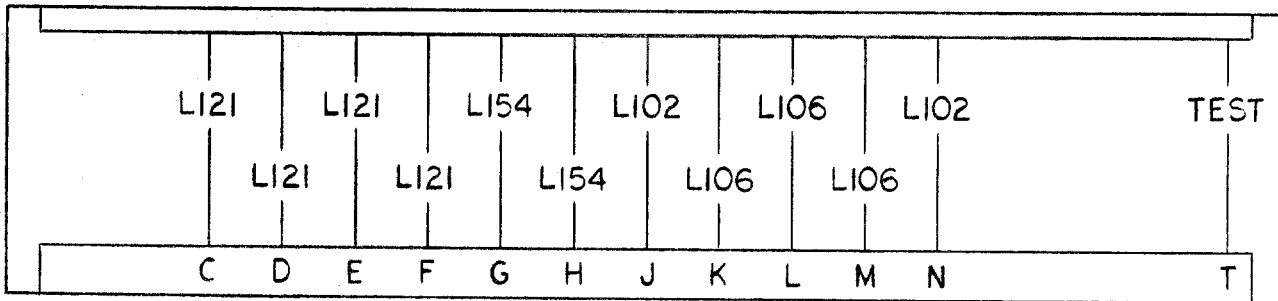 L121 L121 L154 L102 L106 L102 TEST
L121 L121 L154 L106 L106
C D E F G H J K L M N T